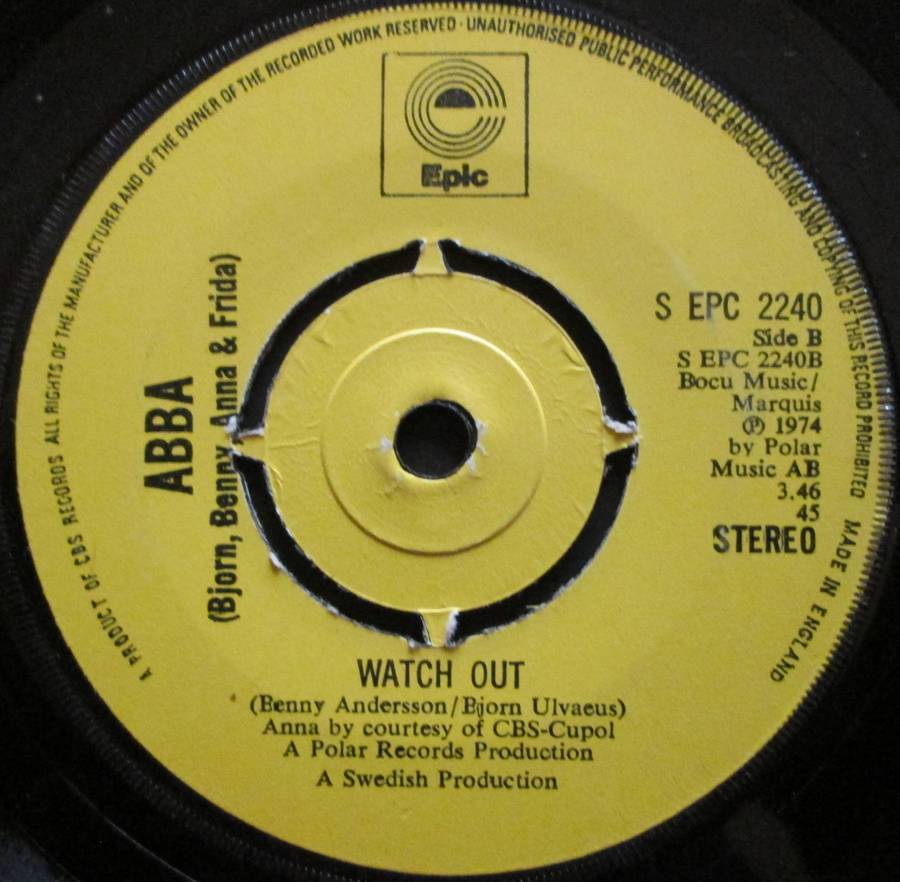 A PRODUCT OF CBS RECORDS ALL RIGHTS OF THE MANUFACTURER AND OF THE OWNER OF THE RECORDED WORK RESERVED · UNAUTHORISED PUBLIC PERFORMANCE BROADCASTING AND COPYING OF THIS RECORD PROHIBITED MADE IN ENGLAND
Epic
ABBA
(Bjorn, Benny, Anna & Frida)
S EPC 2240
Side B
S EPC 2240B
Bocu Music/
Marquis
℗ 1974
by Polar
Music AB
3.46
45
STEREO
WATCH OUT
(Benny Andersson/Bjorn Ulvaeus)
Anna by courtesy of CBS-Cupol
A Polar Records Production
A Swedish Production